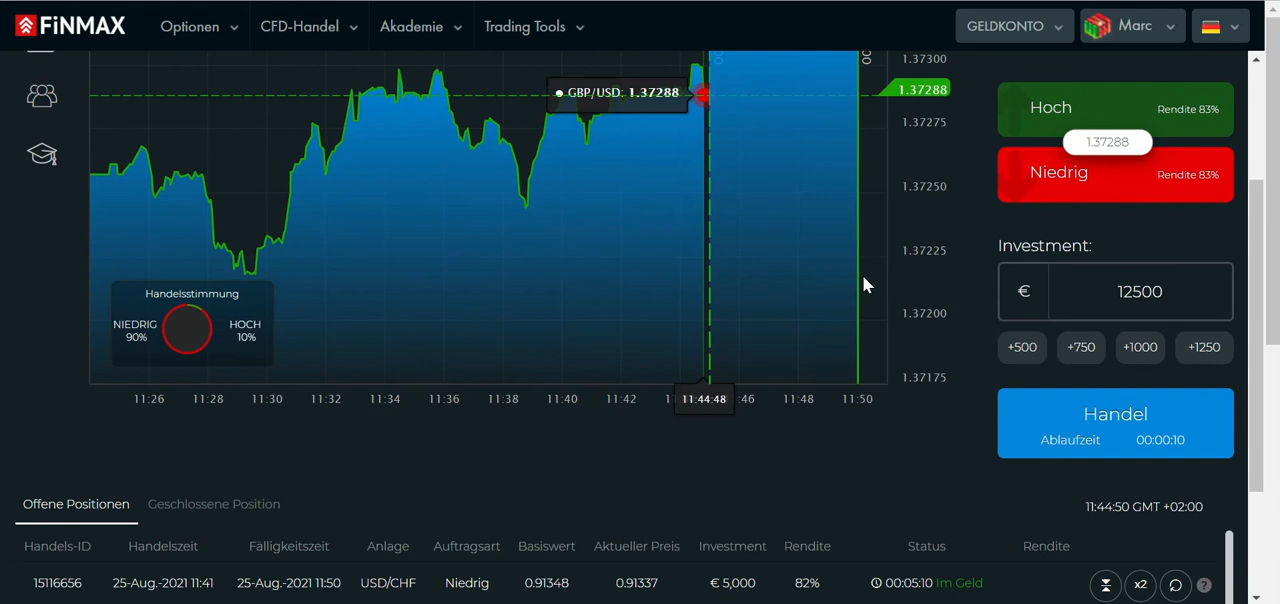 FiNMAX Optionen CFD-Handel Akademie Trading Tools GELDKONTO Marc
1.37300
GBP/USD: 1.37288
1.37288
1.37275
1.37250
1.37225
1.37200
1.37175
Handelsstimmung
NIEDRIG 90%
HOCH 10%
11:26 11:28 11:30 11:32 11:34 11:36 11:38 11:40 11:42 11:44:48 :46 11:48 11:50
Hoch Rendite 83%
1.37288
Niedrig Rendite 83%
Investment:
€ 12500
+500 +750 +1000 +1250
Handel
Ablaufzeit 00:00:10
Offene Positionen Geschlossene Position 11:44:50 GMT +02:00
Handels-ID Handelszeit Fälligkeitszeit Anlage Auftragsart Basiswert Aktueller Preis Investment Rendite Status Rendite
15116656 25-Aug.-2021 11:41 25-Aug.-2021 11:50 USD/CHF Niedrig 0.91348 0.91337 € 5,000 82% 00:05:10 Im Geld x2 ?